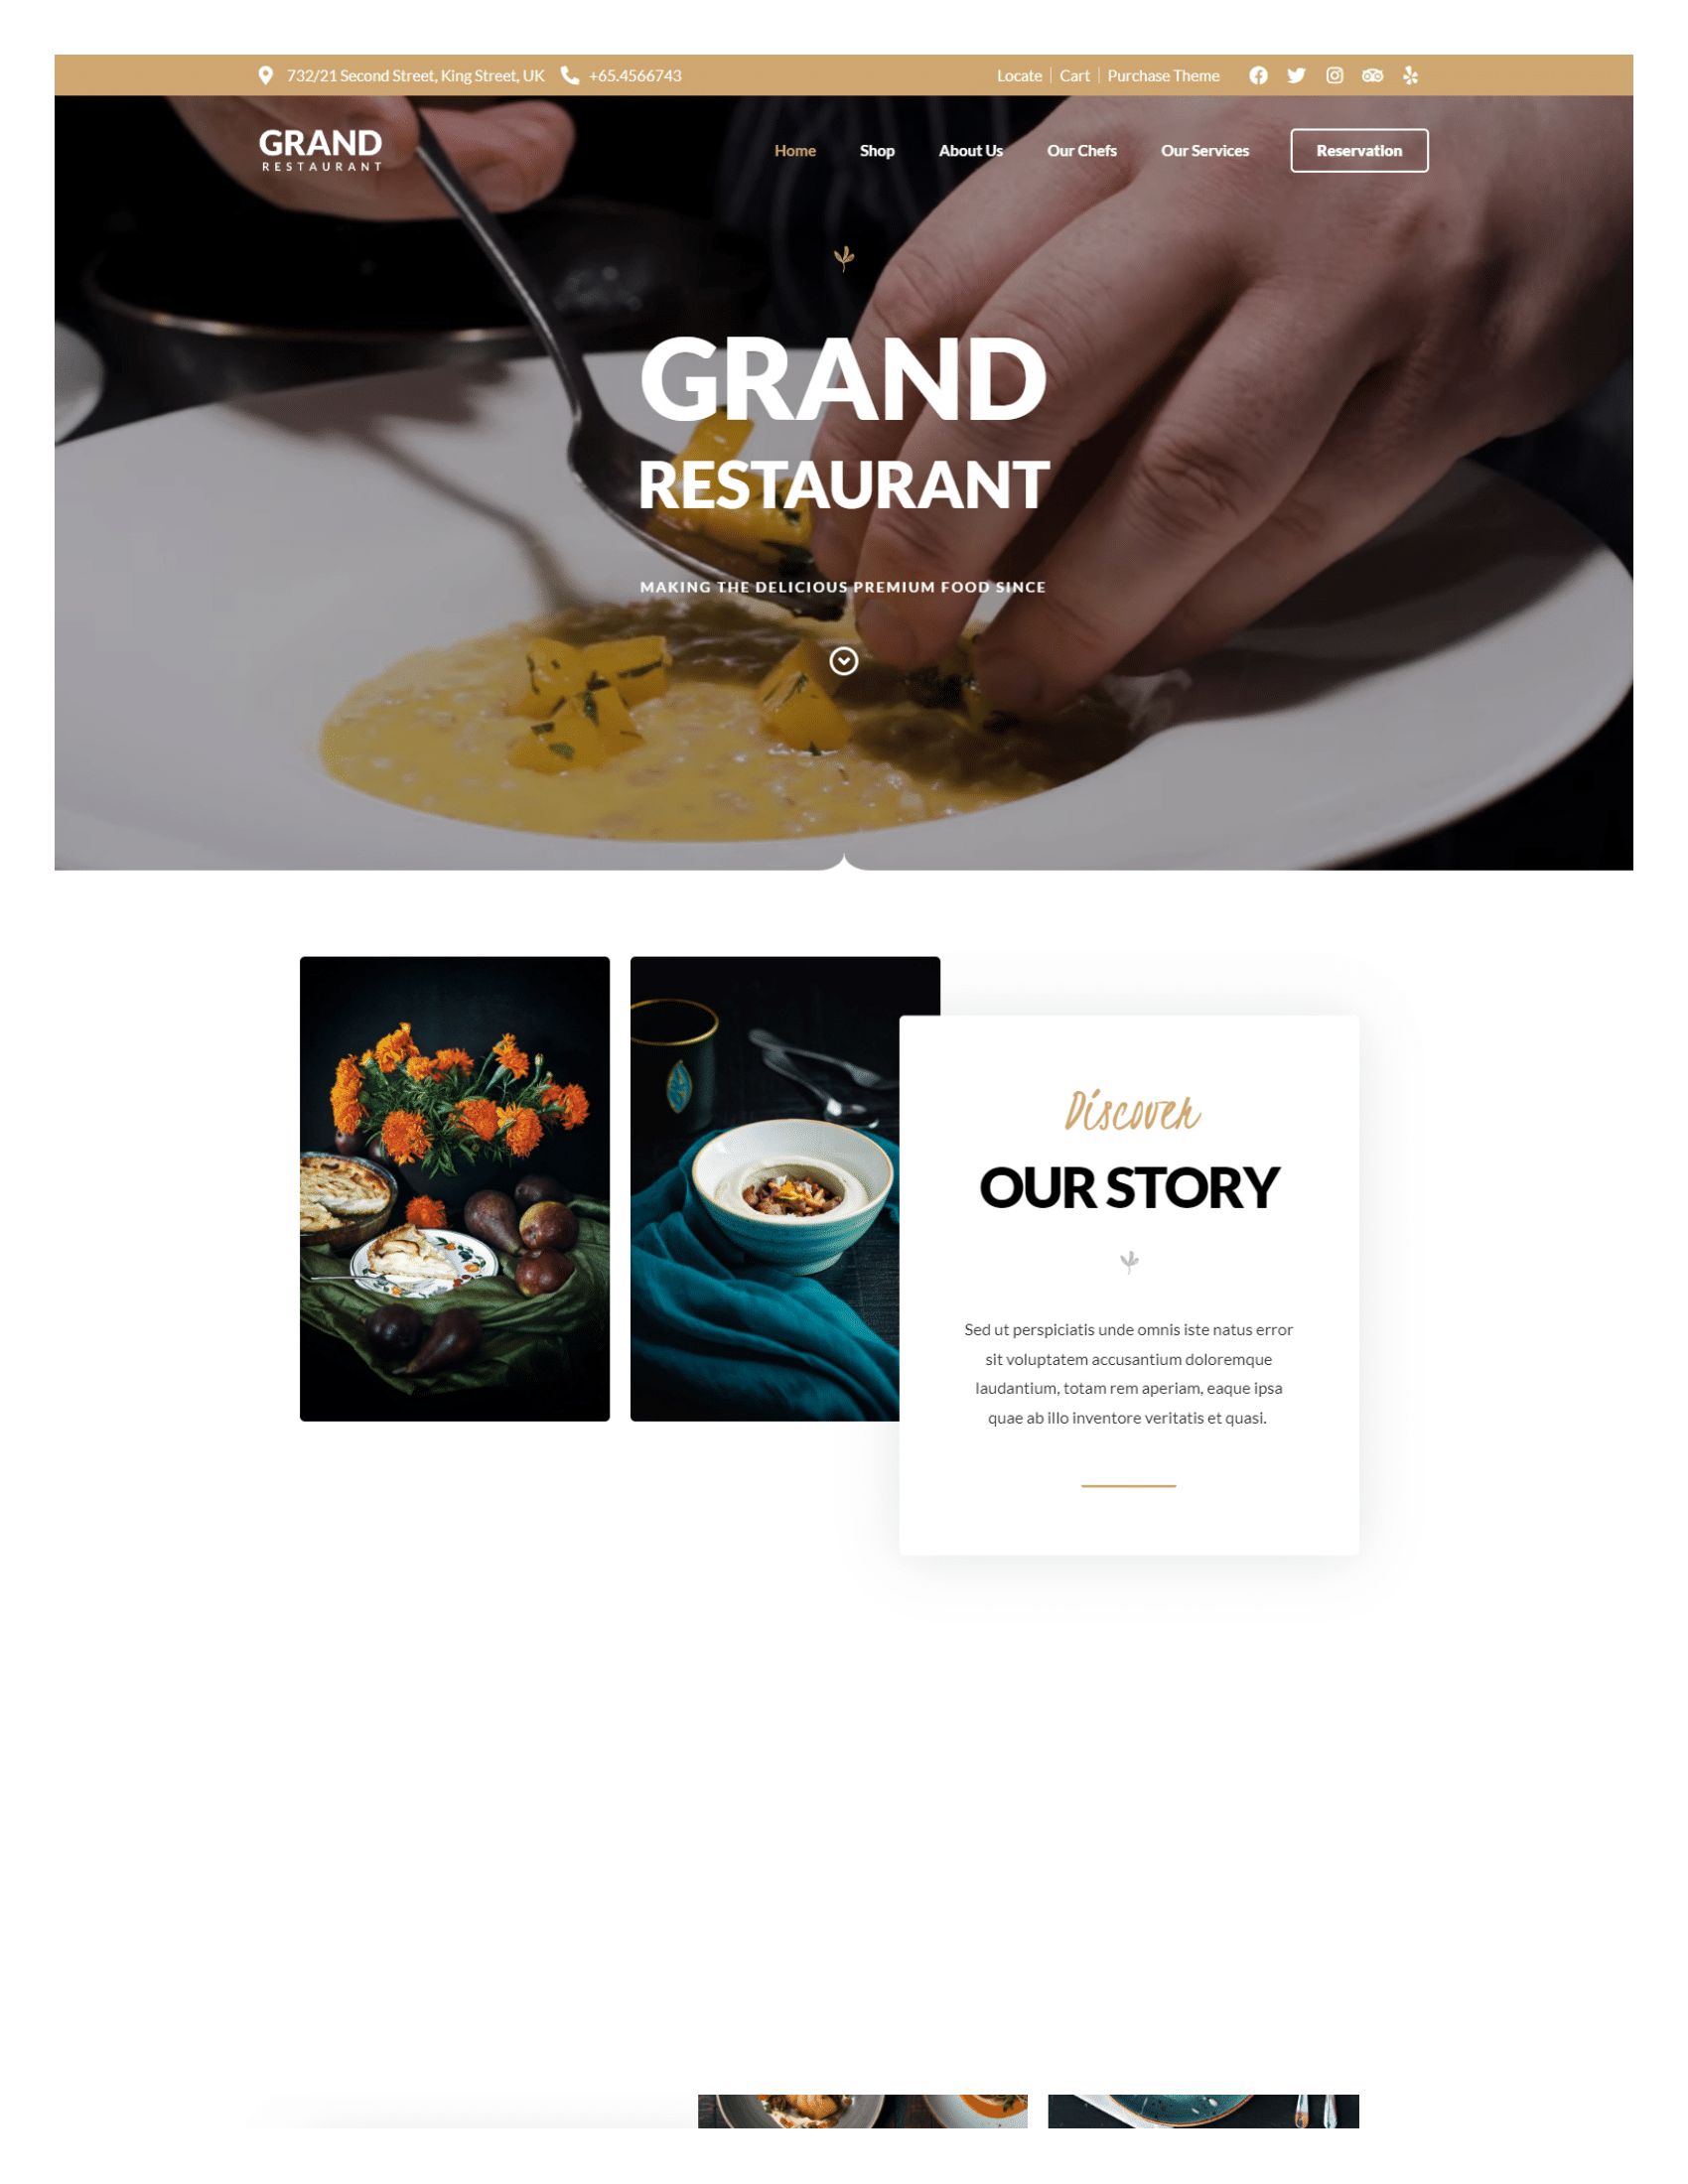 732/21 Second Street, King Street, UK +65.4566743 Locate Cart Purchase Theme
GRAND
RESTAURANT
Home Shop About Us Our Chefs Our Services Reservation
GRAND
RESTAURANT
MAKING THE DELICIOUS PREMIUM FOOD SINCE
Discover
OUR STORY
Sed ut perspiciatis unde omnis iste natus error
sit voluptatem accusantium doloremque
laudantium, totam rem aperiam, eaque ipsa
quae ab illo inventore veritatis et quasi.